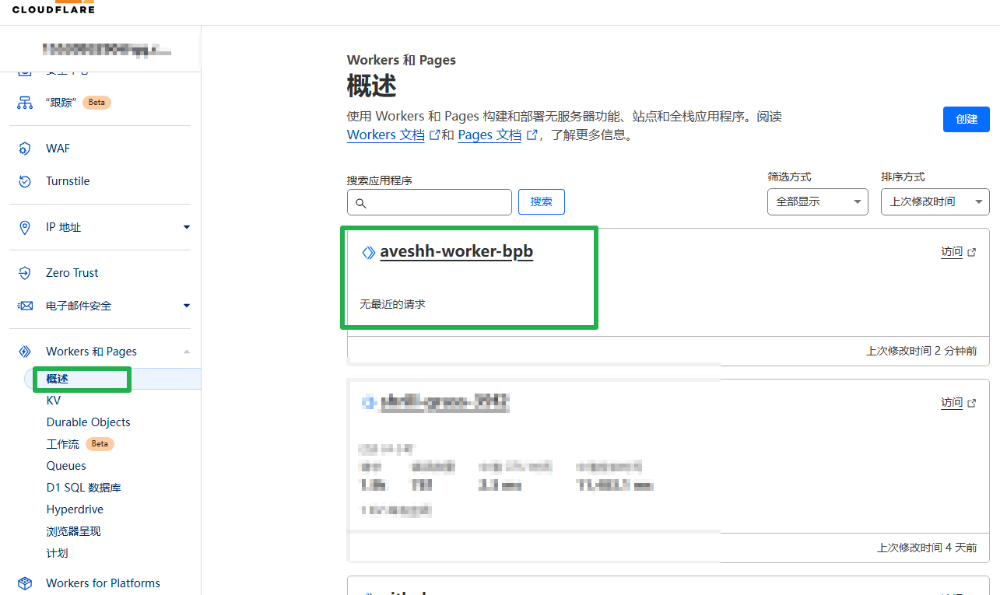 CLOUDFLARE
“跟踪” Beta
WAF
Turnstile
IP 地址
Zero Trust
电子邮件安全
Workers 和 Pages
概述
KV
Durable Objects
工作流 Beta
Queues
D1 SQL 数据库
Hyperdrive
浏览器呈现
计划
Workers for Platforms
Workers 和 Pages
概述
使用 Workers 和 Pages 构建和部署无服务器功能、站点和全栈应用程序。阅读
Workers 文档 和 Pages 文档 ，了解更多信息。
创建
搜索应用程序
搜索
筛选方式
全部显示
排序方式
上次修改时间
aveshh-worker-bpb
访问
无最近的请求
上次修改时间 2 分钟前
访问
上次修改时间 4 天前